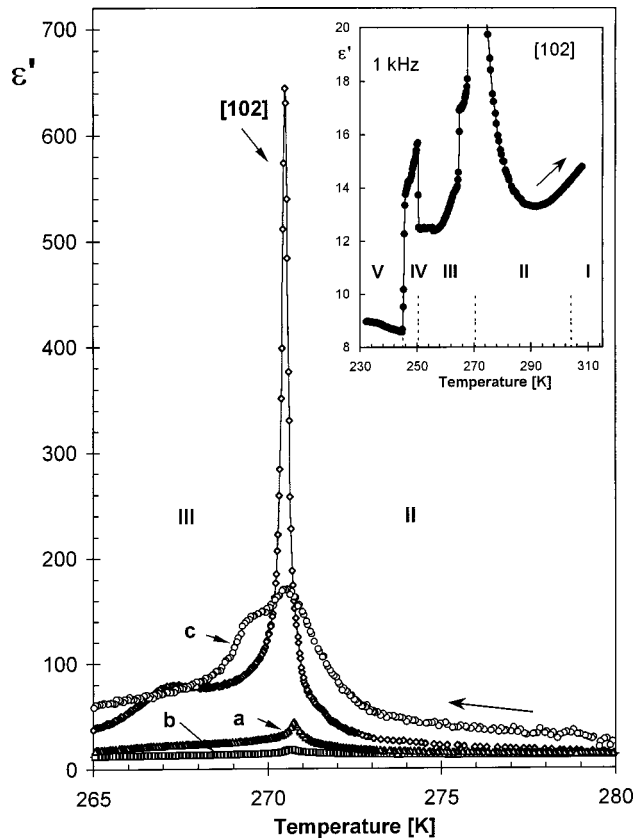 700
600
500
400
300
200
100
0
ε'
[102]
III
II
c
b
a
265
270
275
280
Temperature [K]
20
18
16
14
12
10
8
ε'
1 kHz
[102]
V
IV
III
II
I
230
250
270
290
310
Temperature [K]